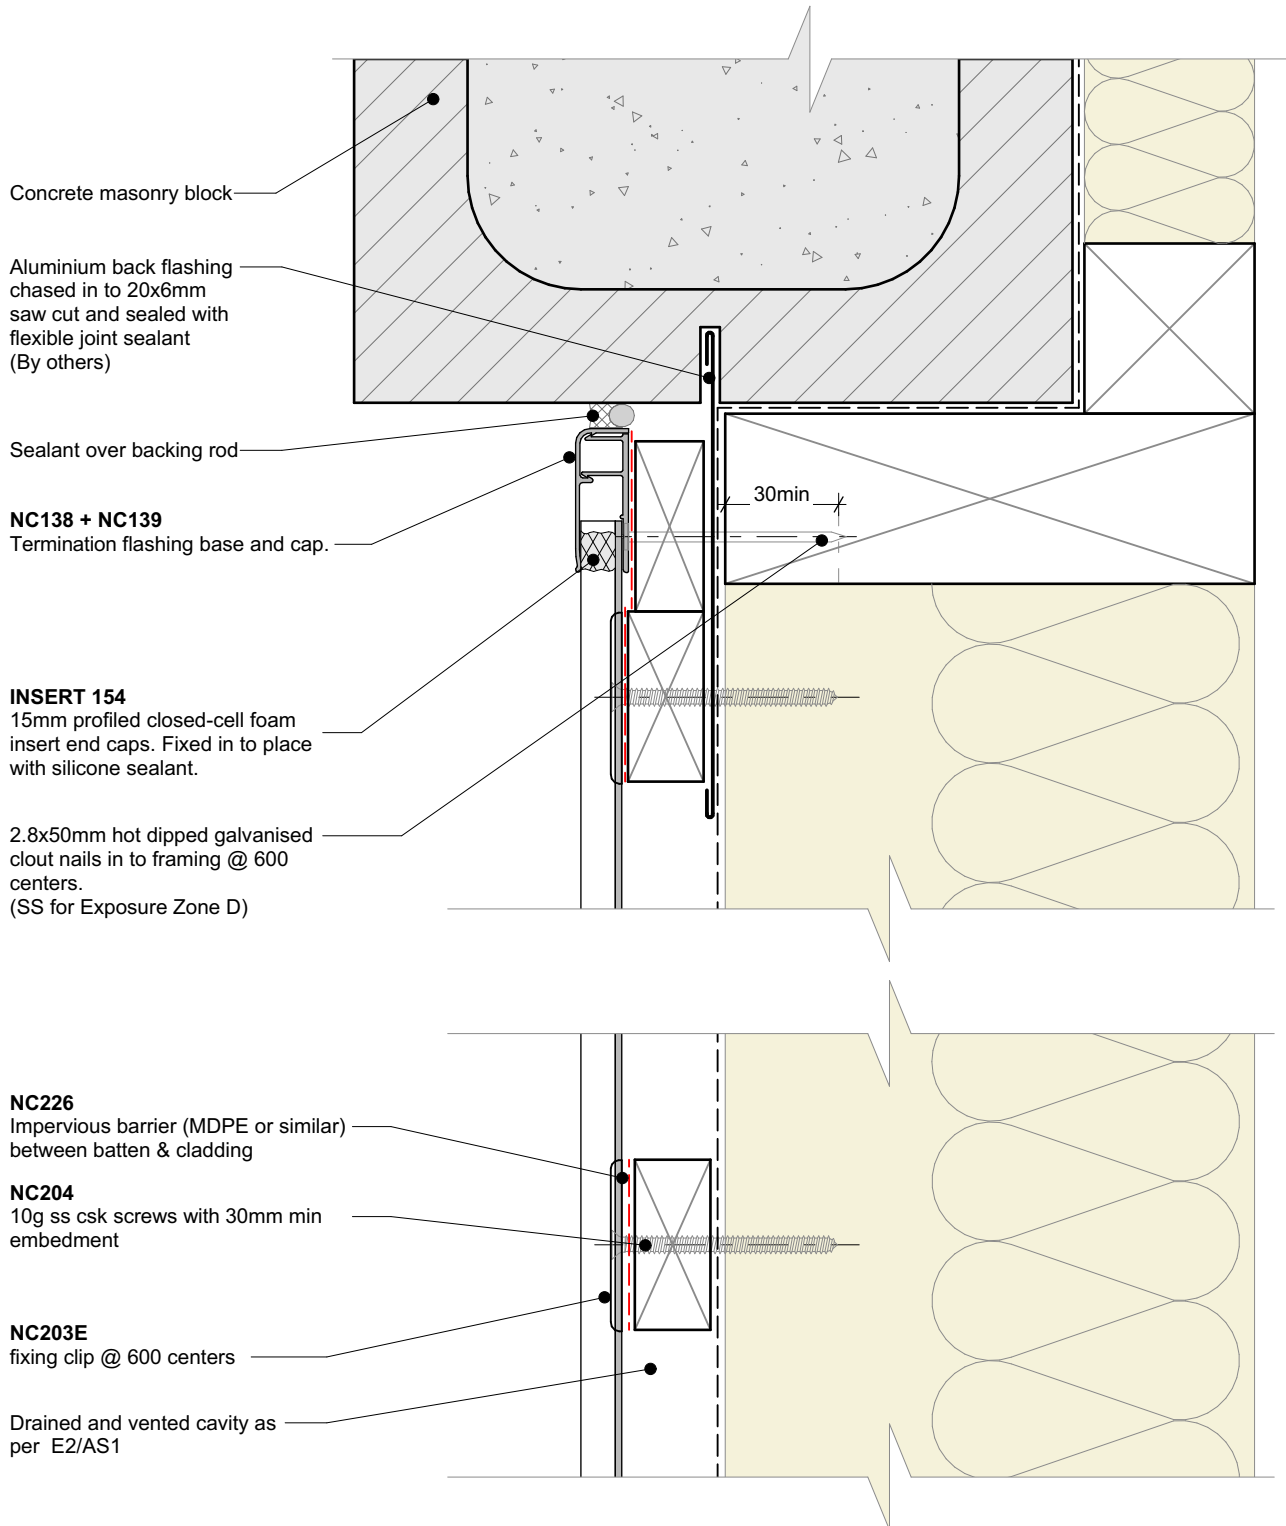 Concrete masonry block
Aluminium back flashing
chased in to 20x6mm
saw cut and sealed with
flexible joint sealant
(By others)
Sealant over backing rod
30min
NC138 + NC139
Termination flashing base and cap.
INSERT 154
15mm profiled closed-cell foam
insert end caps. Fixed in to place
with silicone sealant.
2.8x50mm hot dipped galvanised
clout nails in to framing @ 600
centers.
(SS for Exposure Zone D)
NC226
Impervious barrier (MDPE or similar)
between batten & cladding
NC204
10g ss csk screws with 30mm min
embedment
NC203E
fixing clip @ 600 centers
Drained and vented cavity as
per E2/AS1